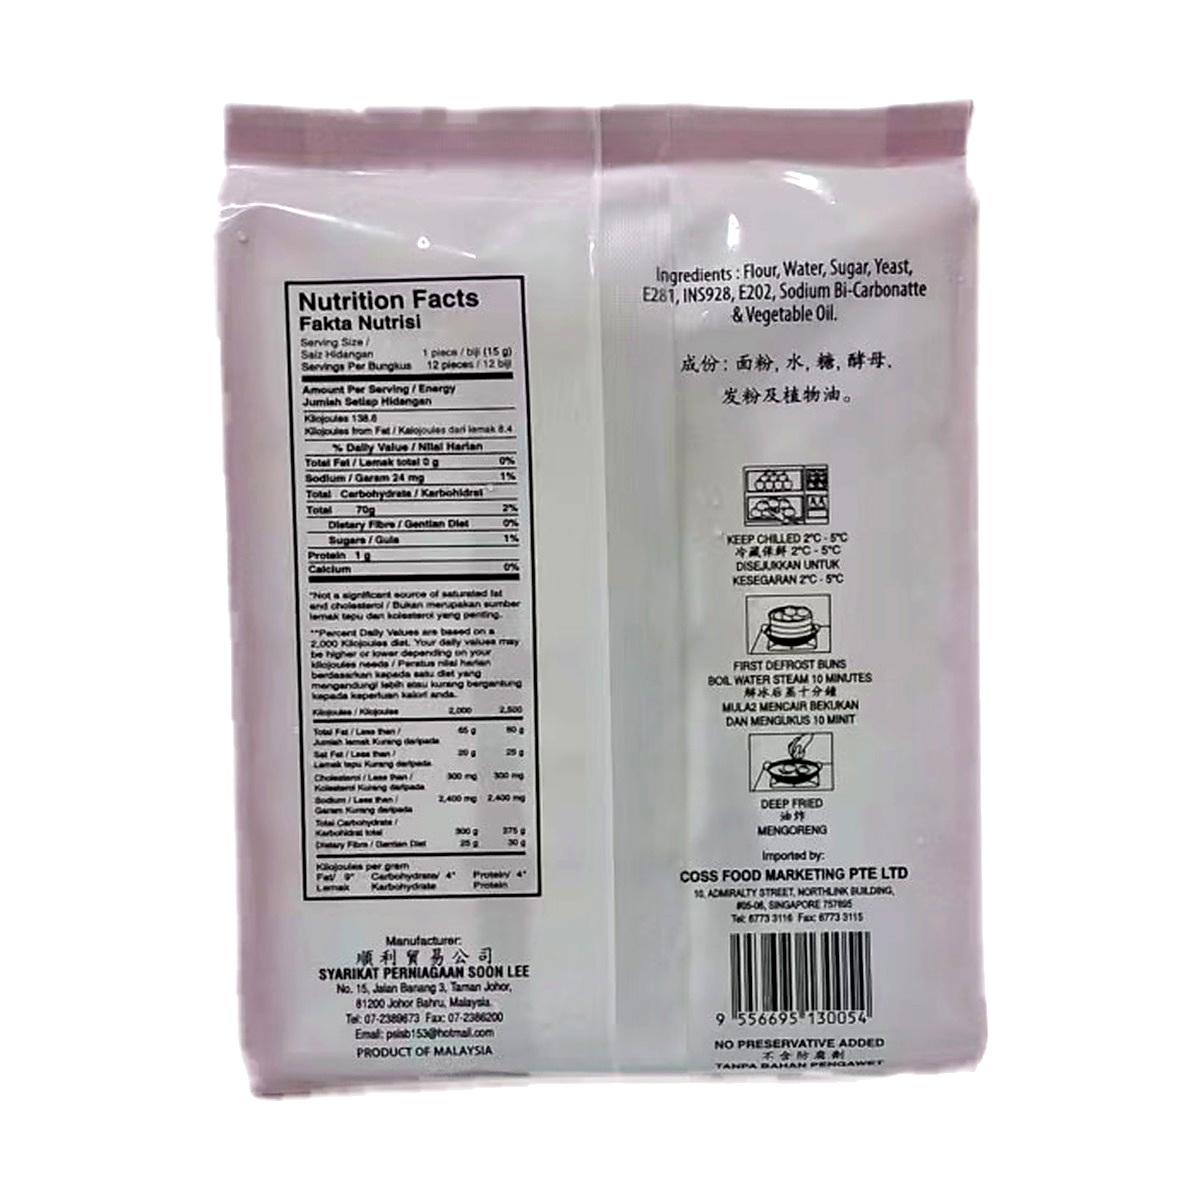 Nutrition Facts
Fakta Nutrisi
Serving Size /
Saiz Hidangan 1 piece / biji (15 g)
Servings Per Bungkus 12 pieces / 12 biji
Amount Per Serving / Energy
Jumlah Setiap Hidangan
Kilojoules 138.6
Kilojoules from Fat / Kalojoules dari lemak 8.4
% Daily Value / Nilai Harian
Total Fat / Lemak total 0 g 0%
Sodium / Garam 24 mg 1%
Total Carbohydrate / Karbohidrat
Total 70g 2%
Dietary Fibre / Gentian Diet 0%
Sugars / Gula 1%
Protein 1 g
Calcium 0%
*Not a significant source of saturated fat
and cholesterol / Bukan merupakan sumber
lemak tepu dan kolesterol yang penting.
**Percent Daily Values are based on a
2,000 Kilojoules diet. Your daily values may
be higher or lower depending on your
kilojoules needs / Peratus nilai harian
berdasarkan kepada satu diet yang
mengandungi lebih atau kurang bergantung
kepada keperluan kalori anda.
Kilojoules / Kilojoules 2,000 2,500
Total Fat / Less than / 65 g 80 g
Jumlah lemak Kurang daripada
Sat Fat / Less than / 20 g 25 g
Lemak tepu Kurang daripada
Cholesterol / Less than / 300 mg 300 mg
Kolesterol Kurang daripada
Sodium / Less than / 2,400 mg 2,400 mg
Garam Kurang daripada
Total Carbohydrate /
Karbohidrat total 300 g 375 g
Dietary Fibre / Gentian Diet 25 g 30 g
Kilojoules per gram
Fat/ 9* Carbohydrate/ 4* Protein/ 4*
Lemak Karbohydrate Protein
Manufacturer:
順利貿易公司
SYARIKAT PERNIAGAAN SOON LEE
No. 15, Jalan Banang 3, Taman Johor,
81200 Johor Bahru, Malaysia.
Tel: 07-2389673 Fax: 07-2386200
Email: pslsb153@hotmail.com
PRODUCT OF MALAYSIA
Ingredients : Flour, Water, Sugar, Yeast,
E281, INS928, E202, Sodium Bi-Carbonatte
& Vegetable Oil.
成份: 面粉, 水, 糖, 酵母,
发粉及植物油。
KEEP CHILLED 2°C - 5°C
冷藏保鲜 2°C - 5°C
DISEJUKKAN UNTUK
KESEGARAN 2°C - 5°C
FIRST DEFROST BUNS
BOIL WATER STEAM 10 MINUTES
解冰后蒸十分鐘
MULA2 MENCAIR BEKUKAN
DAN MENGUKUS 10 MINIT
DEEP FRIED
油炸
MENGORENG
Imported by:
COSS FOOD MARKETING PTE LTD
10, ADMIRALTY STREET, NORTHLINK BUILDING,
#05-06, SINGAPORE 757695
Tel: 6773 3116 Fax: 6773 3115
9 556695 130054
NO PRESERVATIVE ADDED
不含防腐劑
TANPA BAHAN PENGAWET